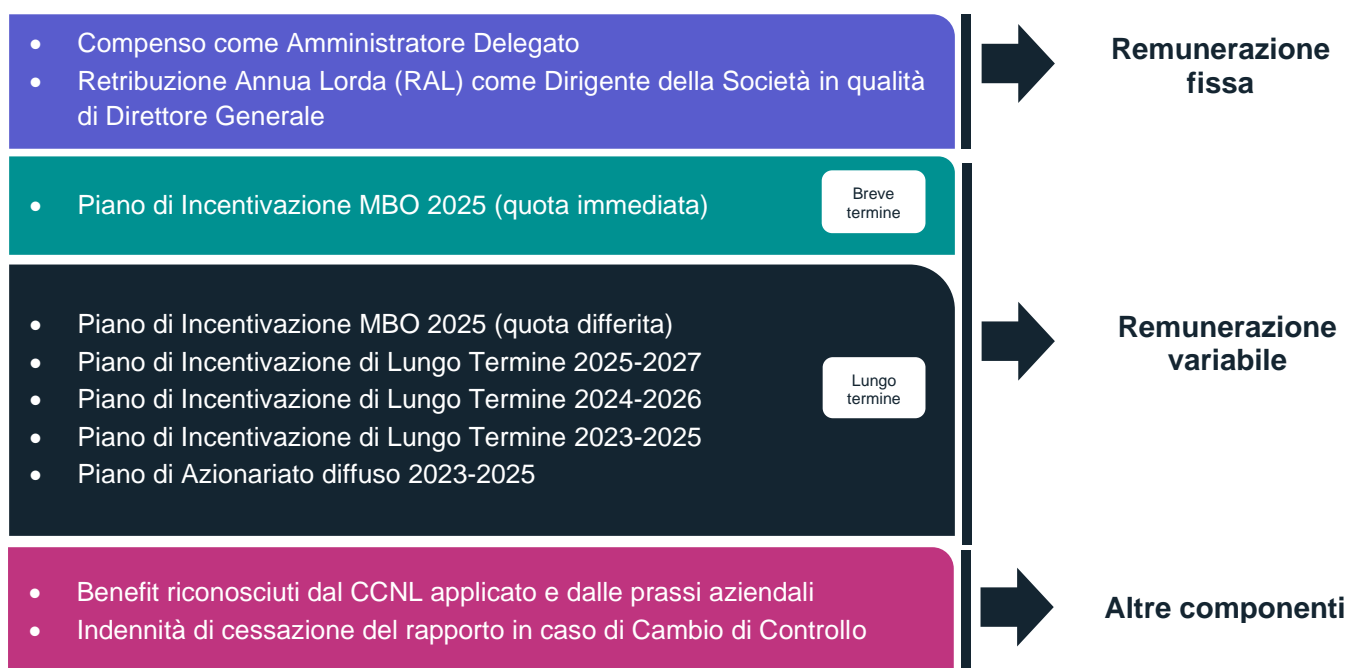 • Compenso come Amministratore Delegato
• Retribuzione Annua Lorda (RAL) come Dirigente della Società in qualità
di Direttore Generale
Remunerazione
fissa
• Piano di Incentivazione MBO 2025 (quota immediata)
Breve
termine
• Piano di Incentivazione MBO 2025 (quota differita)
• Piano di Incentivazione di Lungo Termine 2025-2027
• Piano di Incentivazione di Lungo Termine 2024-2026
• Piano di Incentivazione di Lungo Termine 2023-2025
• Piano di Azionariato diffuso 2023-2025
Lungo
termine
Remunerazione
variabile
• Benefit riconosciuti dal CCNL applicato e dalle prassi aziendali
• Indennità di cessazione del rapporto in caso di Cambio di Controllo
Altre componenti